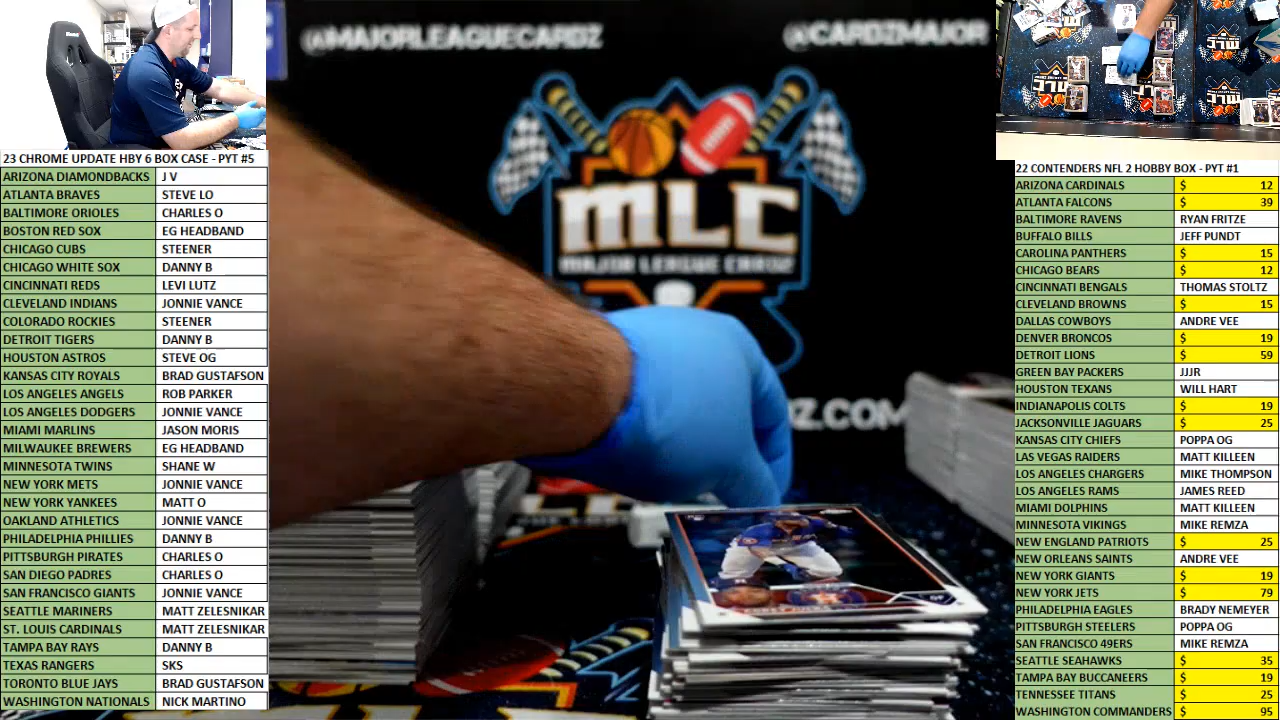 @MAJORLEAGUECARDZ
@CARDZMAJOR
MLC
MAJOR LEAGUE CARDZ
Z.COM
23 CHROME UPDATE HBY 6 BOX CASE - PYT #5
ARIZONA DIAMONDBACKS J V
ATLANTA BRAVES STEVE LO
BALTIMORE ORIOLES CHARLES O
BOSTON RED SOX EG HEADBAND
CHICAGO CUBS STEENER
CHICAGO WHITE SOX DANNY B
CINCINNATI REDS LEVI LUTZ
CLEVELAND INDIANS JONNIE VANCE
COLORADO ROCKIES STEENER
DETROIT TIGERS DANNY B
HOUSTON ASTROS STEVE OG
KANSAS CITY ROYALS BRAD GUSTAFSON
LOS ANGELES ANGELS ROB PARKER
LOS ANGELES DODGERS JONNIE VANCE
MIAMI MARLINS JASON MORIS
MILWAUKEE BREWERS EG HEADBAND
MINNESOTA TWINS SHANE W
NEW YORK METS JONNIE VANCE
NEW YORK YANKEES MATT O
OAKLAND ATHLETICS JONNIE VANCE
PHILADELPHIA PHILLIES DANNY B
PITTSBURGH PIRATES CHARLES O
SAN DIEGO PADRES CHARLES O
SAN FRANCISCO GIANTS JONNIE VANCE
SEATTLE MARINERS MATT ZELESNIKAR
ST. LOUIS CARDINALS MATT ZELESNIKAR
TAMPA BAY RAYS DANNY B
TEXAS RANGERS SKS
TORONTO BLUE JAYS BRAD GUSTAFSON
WASHINGTON NATIONALS NICK MARTINO
22 CONTENDERS NFL 2 HOBBY BOX - PYT #1
ARIZONA CARDINALS $ 12
ATLANTA FALCONS $ 39
BALTIMORE RAVENS RYAN FRITZE
BUFFALO BILLS JEFF PUNDT
CAROLINA PANTHERS $ 15
CHICAGO BEARS $ 12
CINCINNATI BENGALS THOMAS STOLTZ
CLEVELAND BROWNS $ 15
DALLAS COWBOYS ANDRE VEE
DENVER BRONCOS $ 19
DETROIT LIONS $ 59
GREEN BAY PACKERS JJJR
HOUSTON TEXANS WILL HART
INDIANAPOLIS COLTS $ 19
JACKSONVILLE JAGUARS $ 25
KANSAS CITY CHIEFS POPPA OG
LAS VEGAS RAIDERS MATT KILLEEN
LOS ANGELES CHARGERS MIKE THOMPSON
LOS ANGELES RAMS JAMES REED
MIAMI DOLPHINS MATT KILLEEN
MINNESOTA VIKINGS MIKE REMZA
NEW ENGLAND PATRIOTS $ 25
NEW ORLEANS SAINTS ANDRE VEE
NEW YORK GIANTS $ 19
NEW YORK JETS $ 79
PHILADELPHIA EAGLES BRADY NEMEYER
PITTSBURGH STEELERS POPPA OG
SAN FRANCISCO 49ERS MIKE REMZA
SEATTLE SEAHAWKS $ 35
TAMPA BAY BUCCANEERS $ 19
TENNESSEE TITANS $ 25
WASHINGTON COMMANDERS $ 95